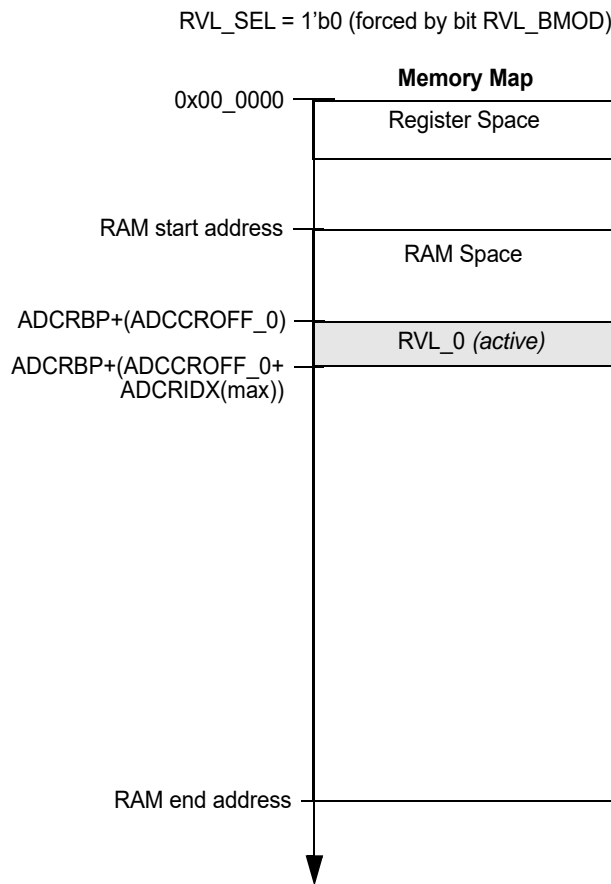 RVL_SEL = 1'b0 (forced by bit RVL_BMOD)
Memory Map
0x00_0000
Register Space
RAM start address
RAM Space
ADCRBP+(ADCCROFF_0)
RVL_0 (active)
ADCRBP+(ADCCROFF_0+
ADCRIDX(max))
RAM end address